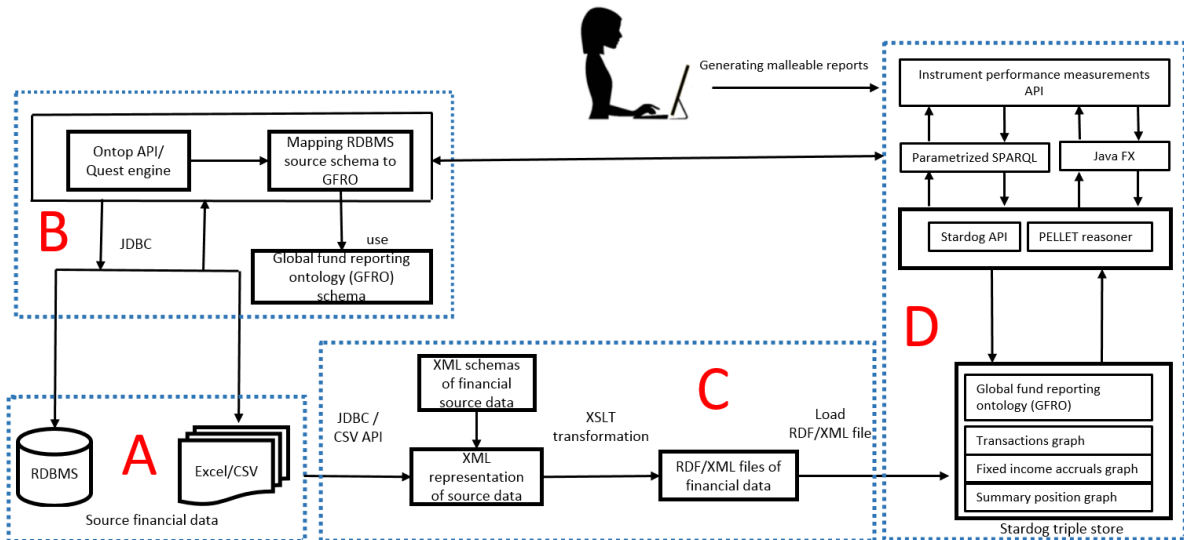 Generating malleable reports
Instrument performance measurements
API
Parametrized SPARQL
Java FX
Stardog API
PELLET reasoner
D
Global fund reporting
ontology (GFRO)
Transactions graph
Fixed income accruals graph
Summary position graph
Stardog triple store
Ontop API/
Quest engine
Mapping RDBMS
source schema to
GFRO
B
JDBC
use
Global fund reporting
ontology (GFRO)
schema
A
RDBMS
Excel/CSV
Source financial data
C
XML schemas
of financial
source data
JDBC /
CSV API
XML
representation
of source data
XSLT
transformation
RDF/XML files of
financial data
Load
RDF/XML file